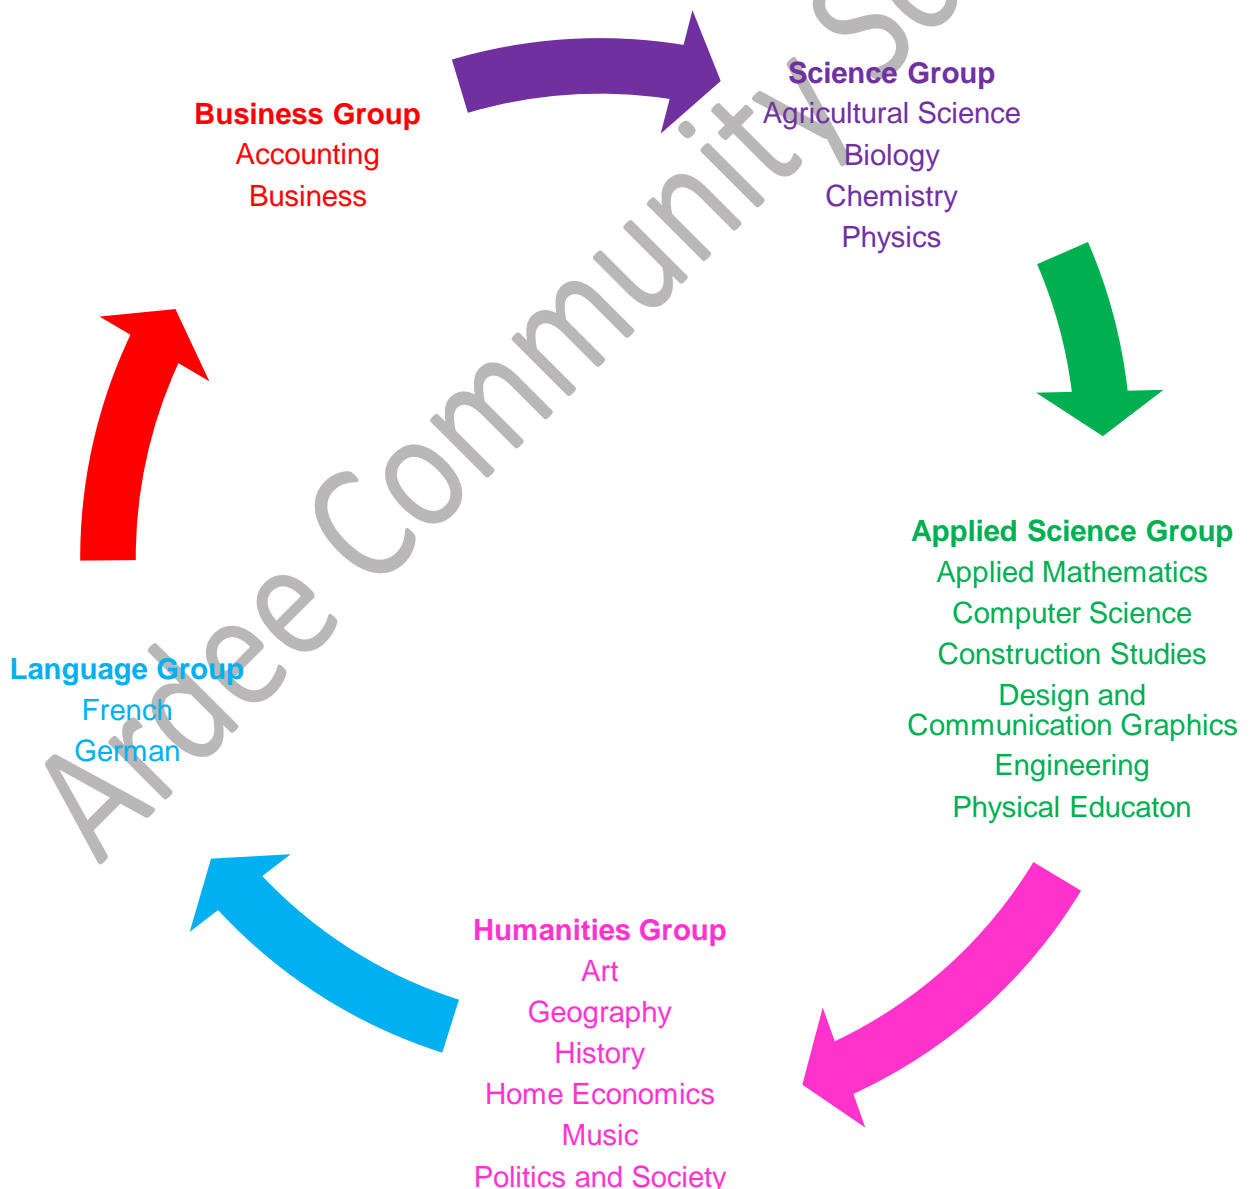 Business Group
Accounting
Business
Science Group
Agricultural Science
Biology
Chemistry
Physics
Applied Science Group
Applied Mathematics
Computer Science
Construction Studies
Design and
Communication Graphics
Engineering
Physical Educaton
Humanities Group
Art
Geography
History
Home Economics
Music
Politics and Society
Language Group
French
German
Ardee Community